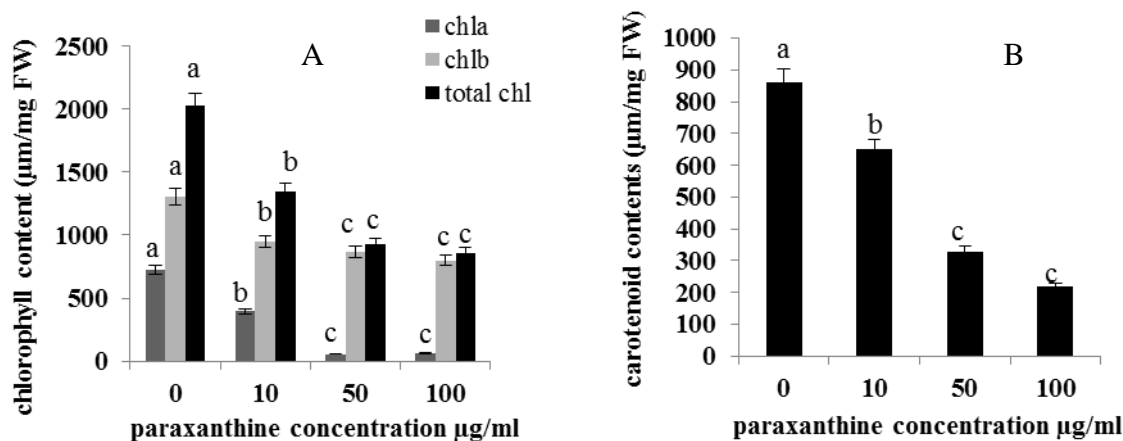 A
chla
chlb
total chl
chlorophyll content (µm/mg FW)
2500
2000
1500
1000
500
0
a a a
b b b
c c c
c c c
0 10 50 100
paraxanthine concentration µg/ml
B
carotenoid contents (µm/mg FW)
1000
900
800
700
600
500
400
300
200
100
0
a
b
c
c
0 10 50 100
paraxanthine concentration µg/ml